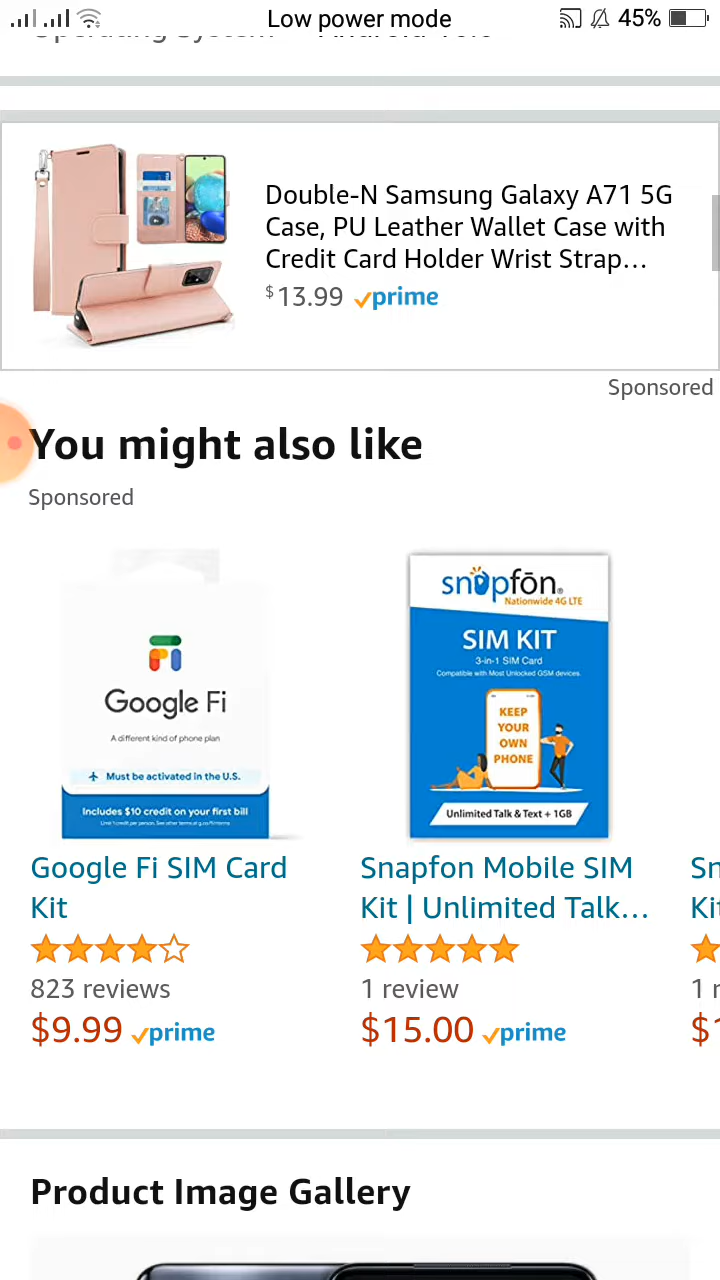 Low power mode
45%
Double-N Samsung Galaxy A71 5G
Case, PU Leather Wallet Case with
Credit Card Holder Wrist Strap...
$13.99 prime
Sponsored
You might also like
Sponsored
Google Fi
A different kind of phone plan
Must be activated in the U.S.
Includes $10 credit on your first bill
snapfōn®
Nationwide 4G LTE
SIM KIT
3-in-1 SIM Card
Compatible with Most Unlocked GSM devices.
KEEP
YOUR
OWN
PHONE
Unlimited Talk & Text + 1GB
Google Fi SIM Card
Kit
823 reviews
$9.99 prime
Snapfon Mobile SIM
Kit | Unlimited Talk...
1 review
$15.00 prime
Sn
Kit
1 r
$1
Product Image Gallery